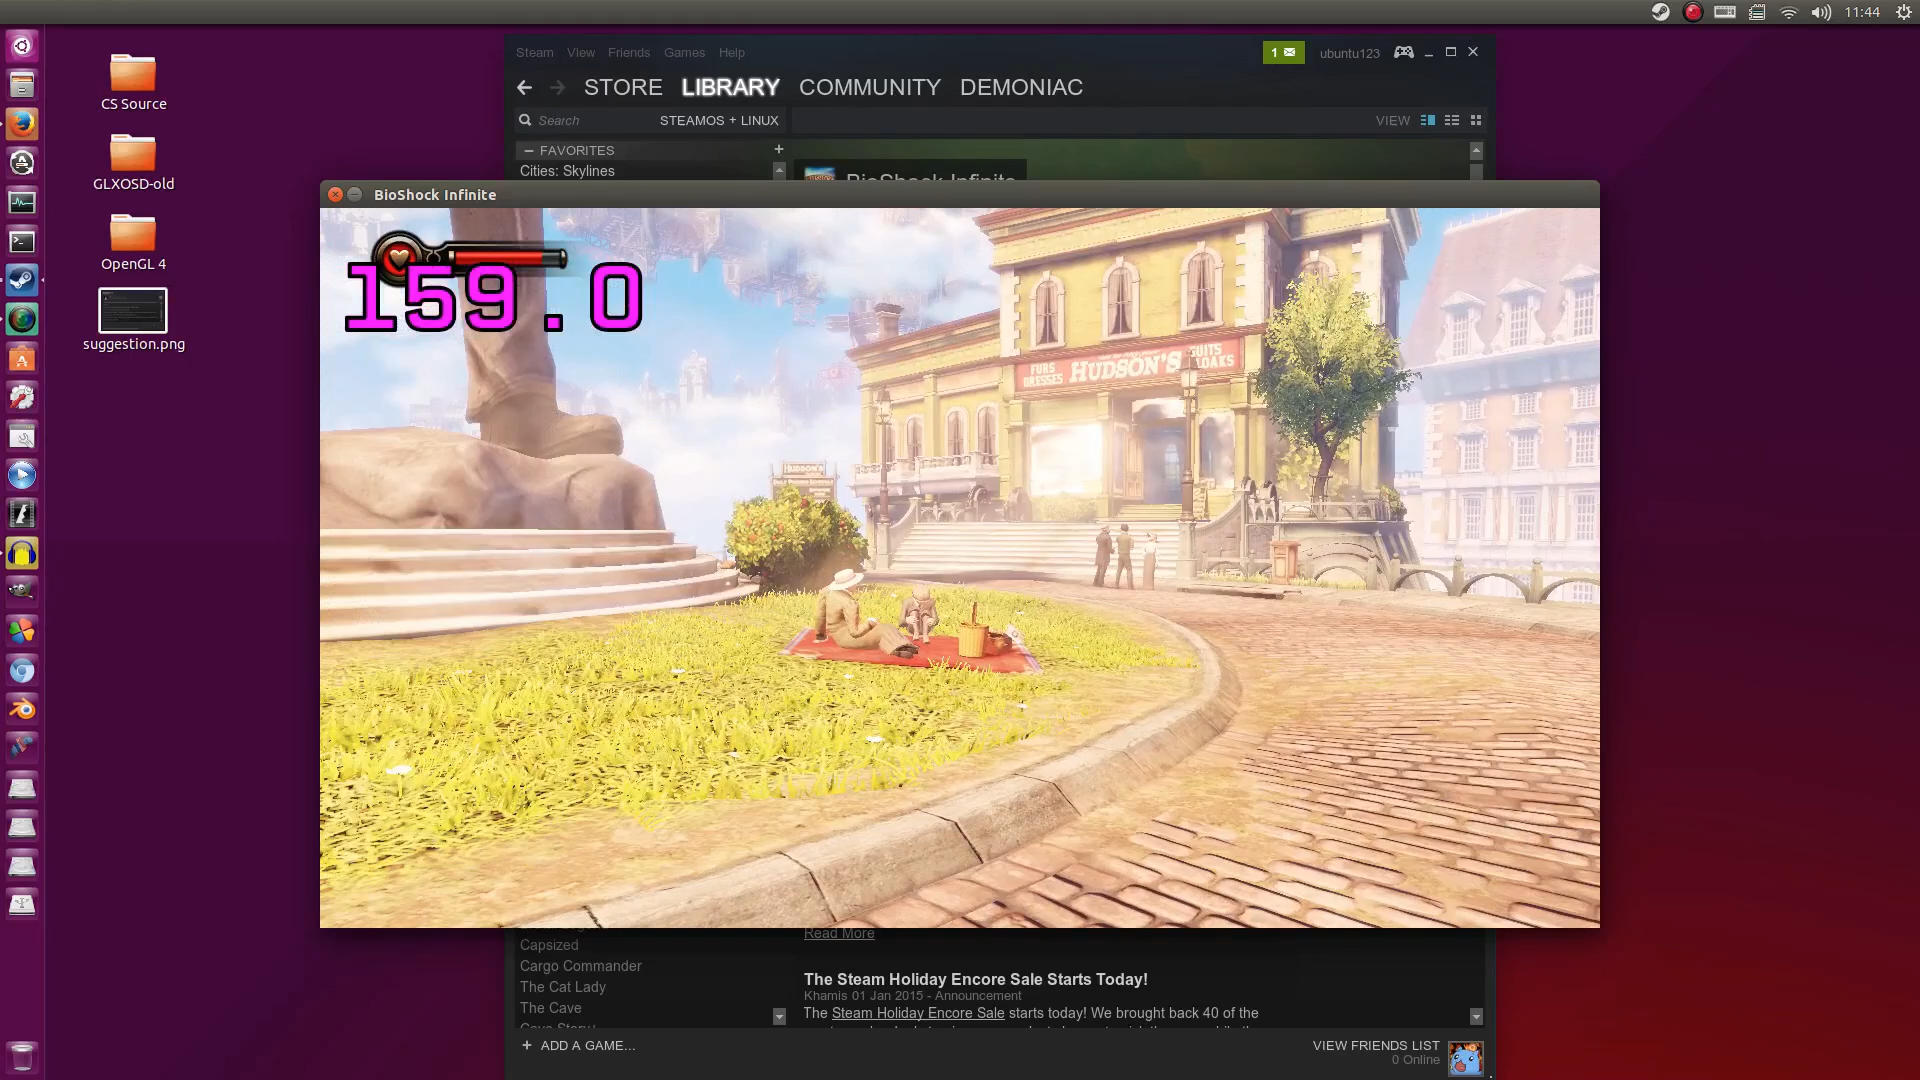 11:44
CS Source
GLXOSD-old
OpenGL 4
suggestion.png
Steam View Friends Games Help
1
ubuntu123
STORE LIBRARY COMMUNITY DEMONIAC
Search STEAMOS + LINUX
VIEW
– FAVORITES +
Cities: Skylines
BioShock Infinite
BioShock Infinite
159.0
FURS
DRESSES
HUDSON'S
SUITS
CLOAKS
HUDSON'S
Read More
Capsized
Cargo Commander
The Cat Lady
The Cave
The Steam Holiday Encore Sale Starts Today!
Khamis 01 Jan 2015 - Announcement
The Steam Holiday Encore Sale starts today! We brought back 40 of the
+ ADD A GAME...
VIEW FRIENDS LIST
0 Online